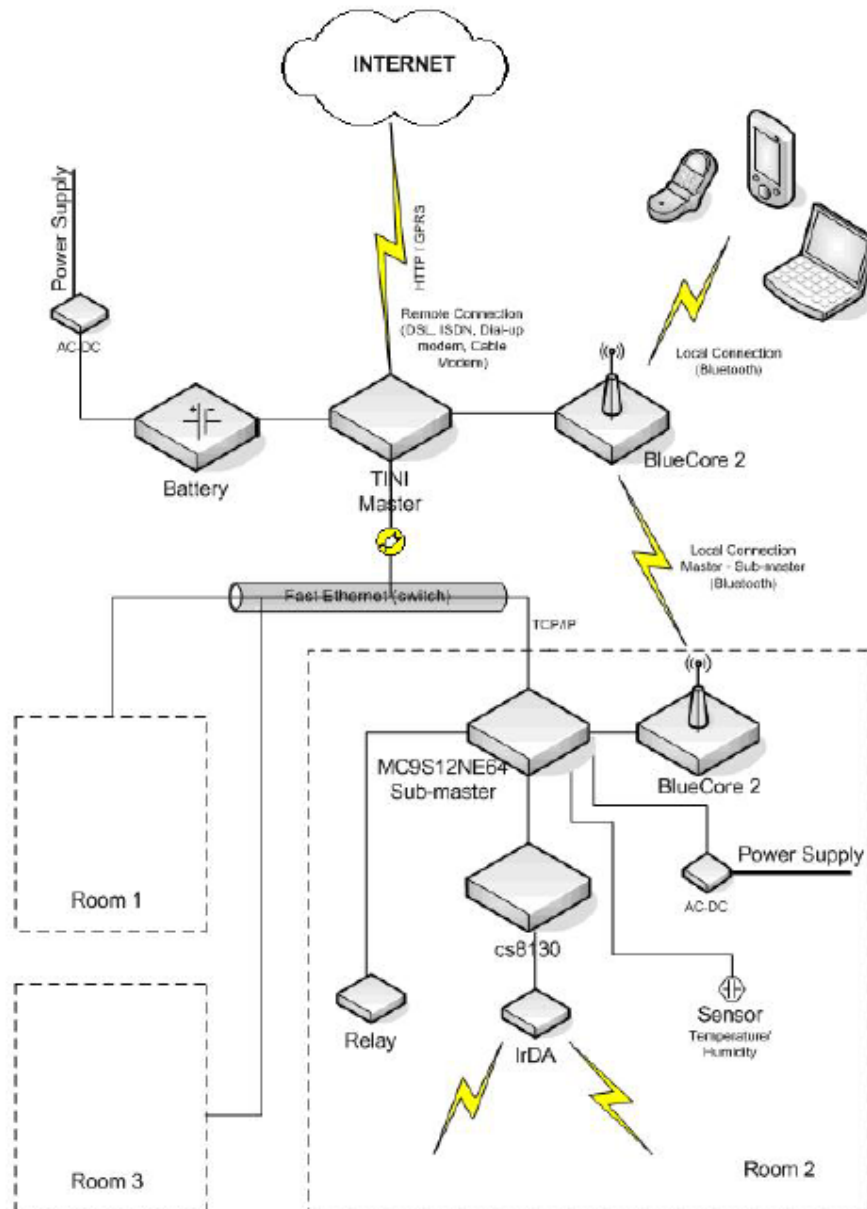 INTERNET
Power Supply
HTTP / GPRS
AC-DC
Remote Connection
(DSL, ISDN, Dial-up
modem, Cable
Modem)
Local Connection
(Bluetooth)
Battery
TINI
Master
BlueCore 2
Local Connection
Master - Sub-master
(Bluetooth)
Fast Ethernet (switch)
TCP/IP
MC9S12NE64
Sub-master
BlueCore 2
Power Supply
AC-DC
Room 1
cs8130
Relay
IrDA
Sensor
Temperature/
Humidity
Room 3
Room 2